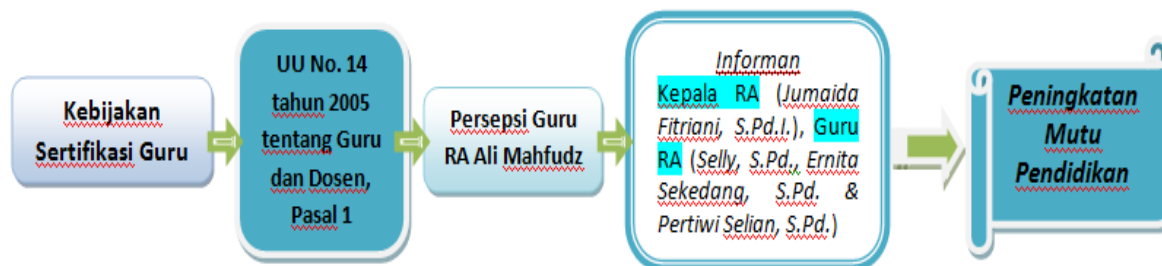 Kebijakan
Sertifikasi Guru
UU No. 14
tahun 2005
tentang Guru
dan Dosen,
Pasal 1
Persepsi Guru
RA Ali Mahfudz
Informan
Kepala RA (Jumaida
Fitriani, S.Pd.I.), Guru
RA (Selly, S.Pd., Ernita
Sekedang, S.Pd. &
Pertiwi Selian, S.Pd.)
Peningkatan
Mutu
Pendidikan